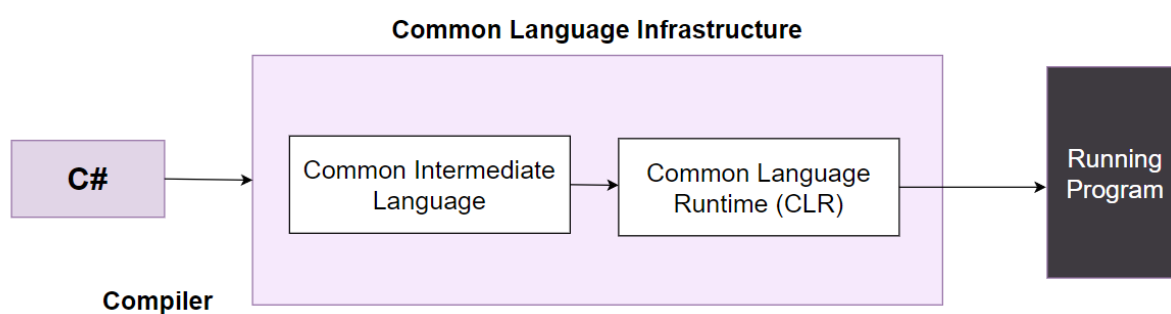 Common Language Infrastructure
C#
Common Intermediate
Language
Common Language
Runtime (CLR)
Running
Program
Compiler